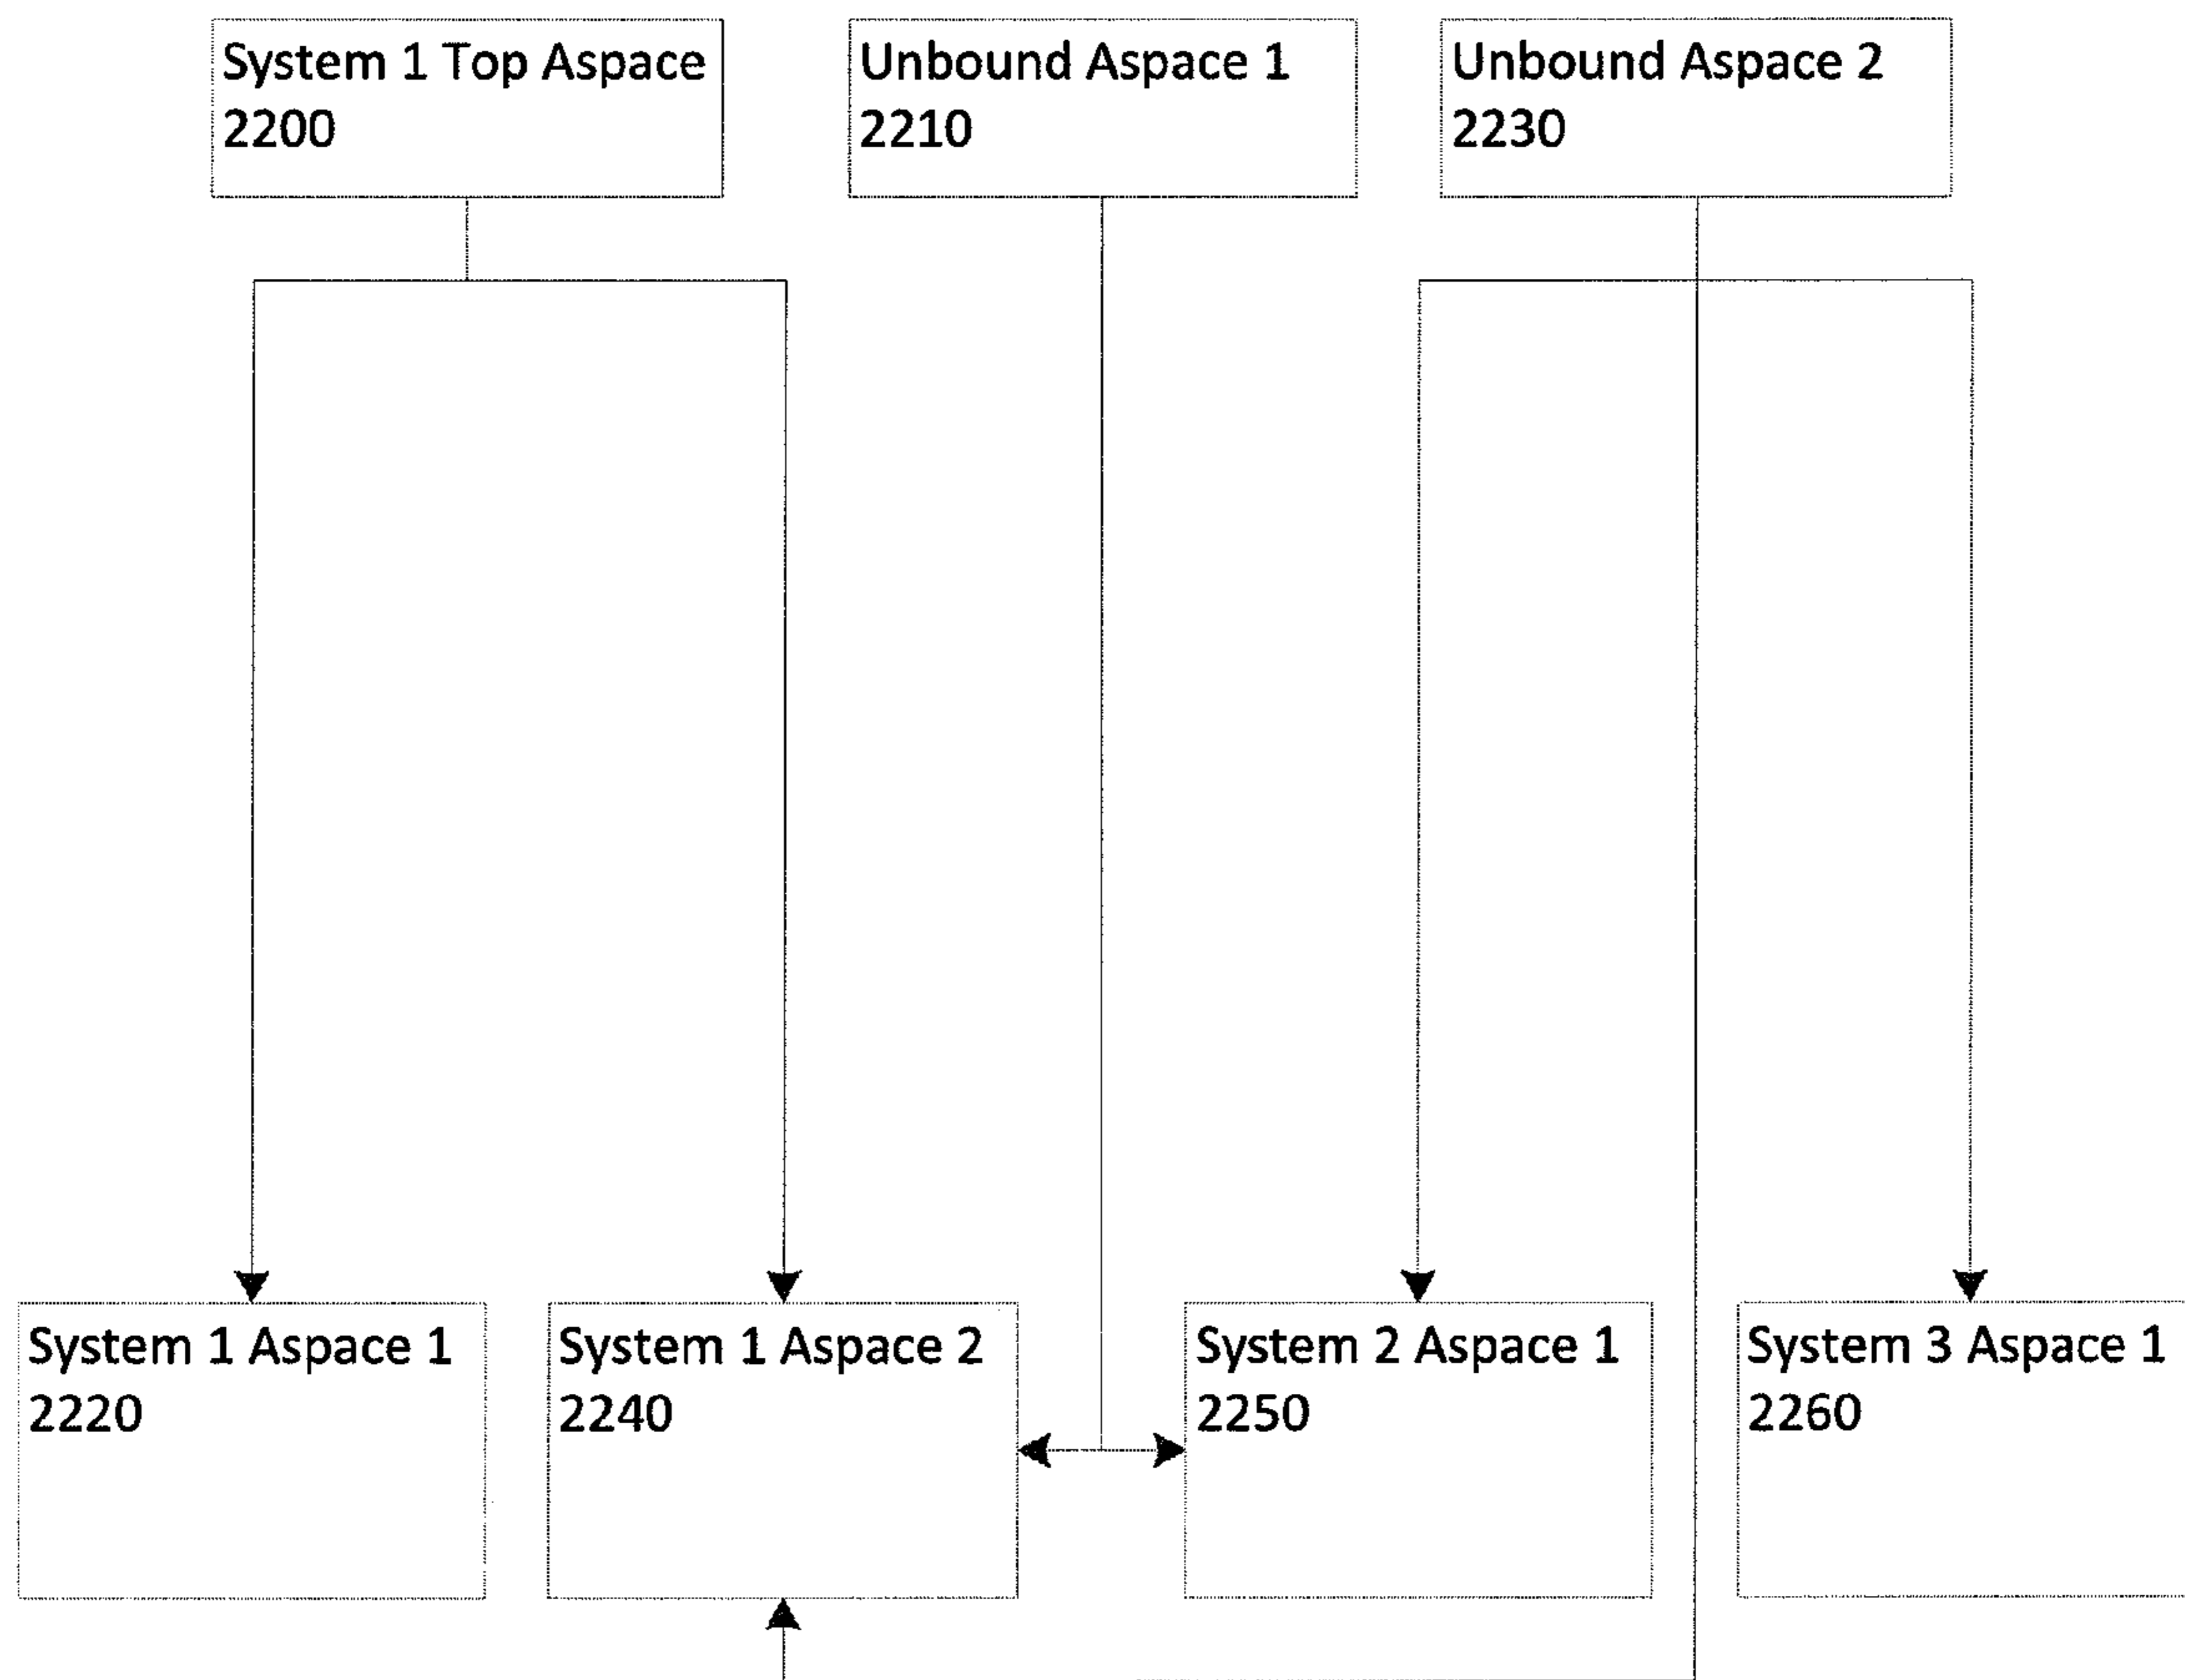 System 1 Top Aspace
2200
Unbound Aspace 1
2210
Unbound Aspace 2
2230
System 1 Aspace 1
2220
System 1 Aspace 2
2240
System 2 Aspace 1
2250
System 3 Aspace 1
2260